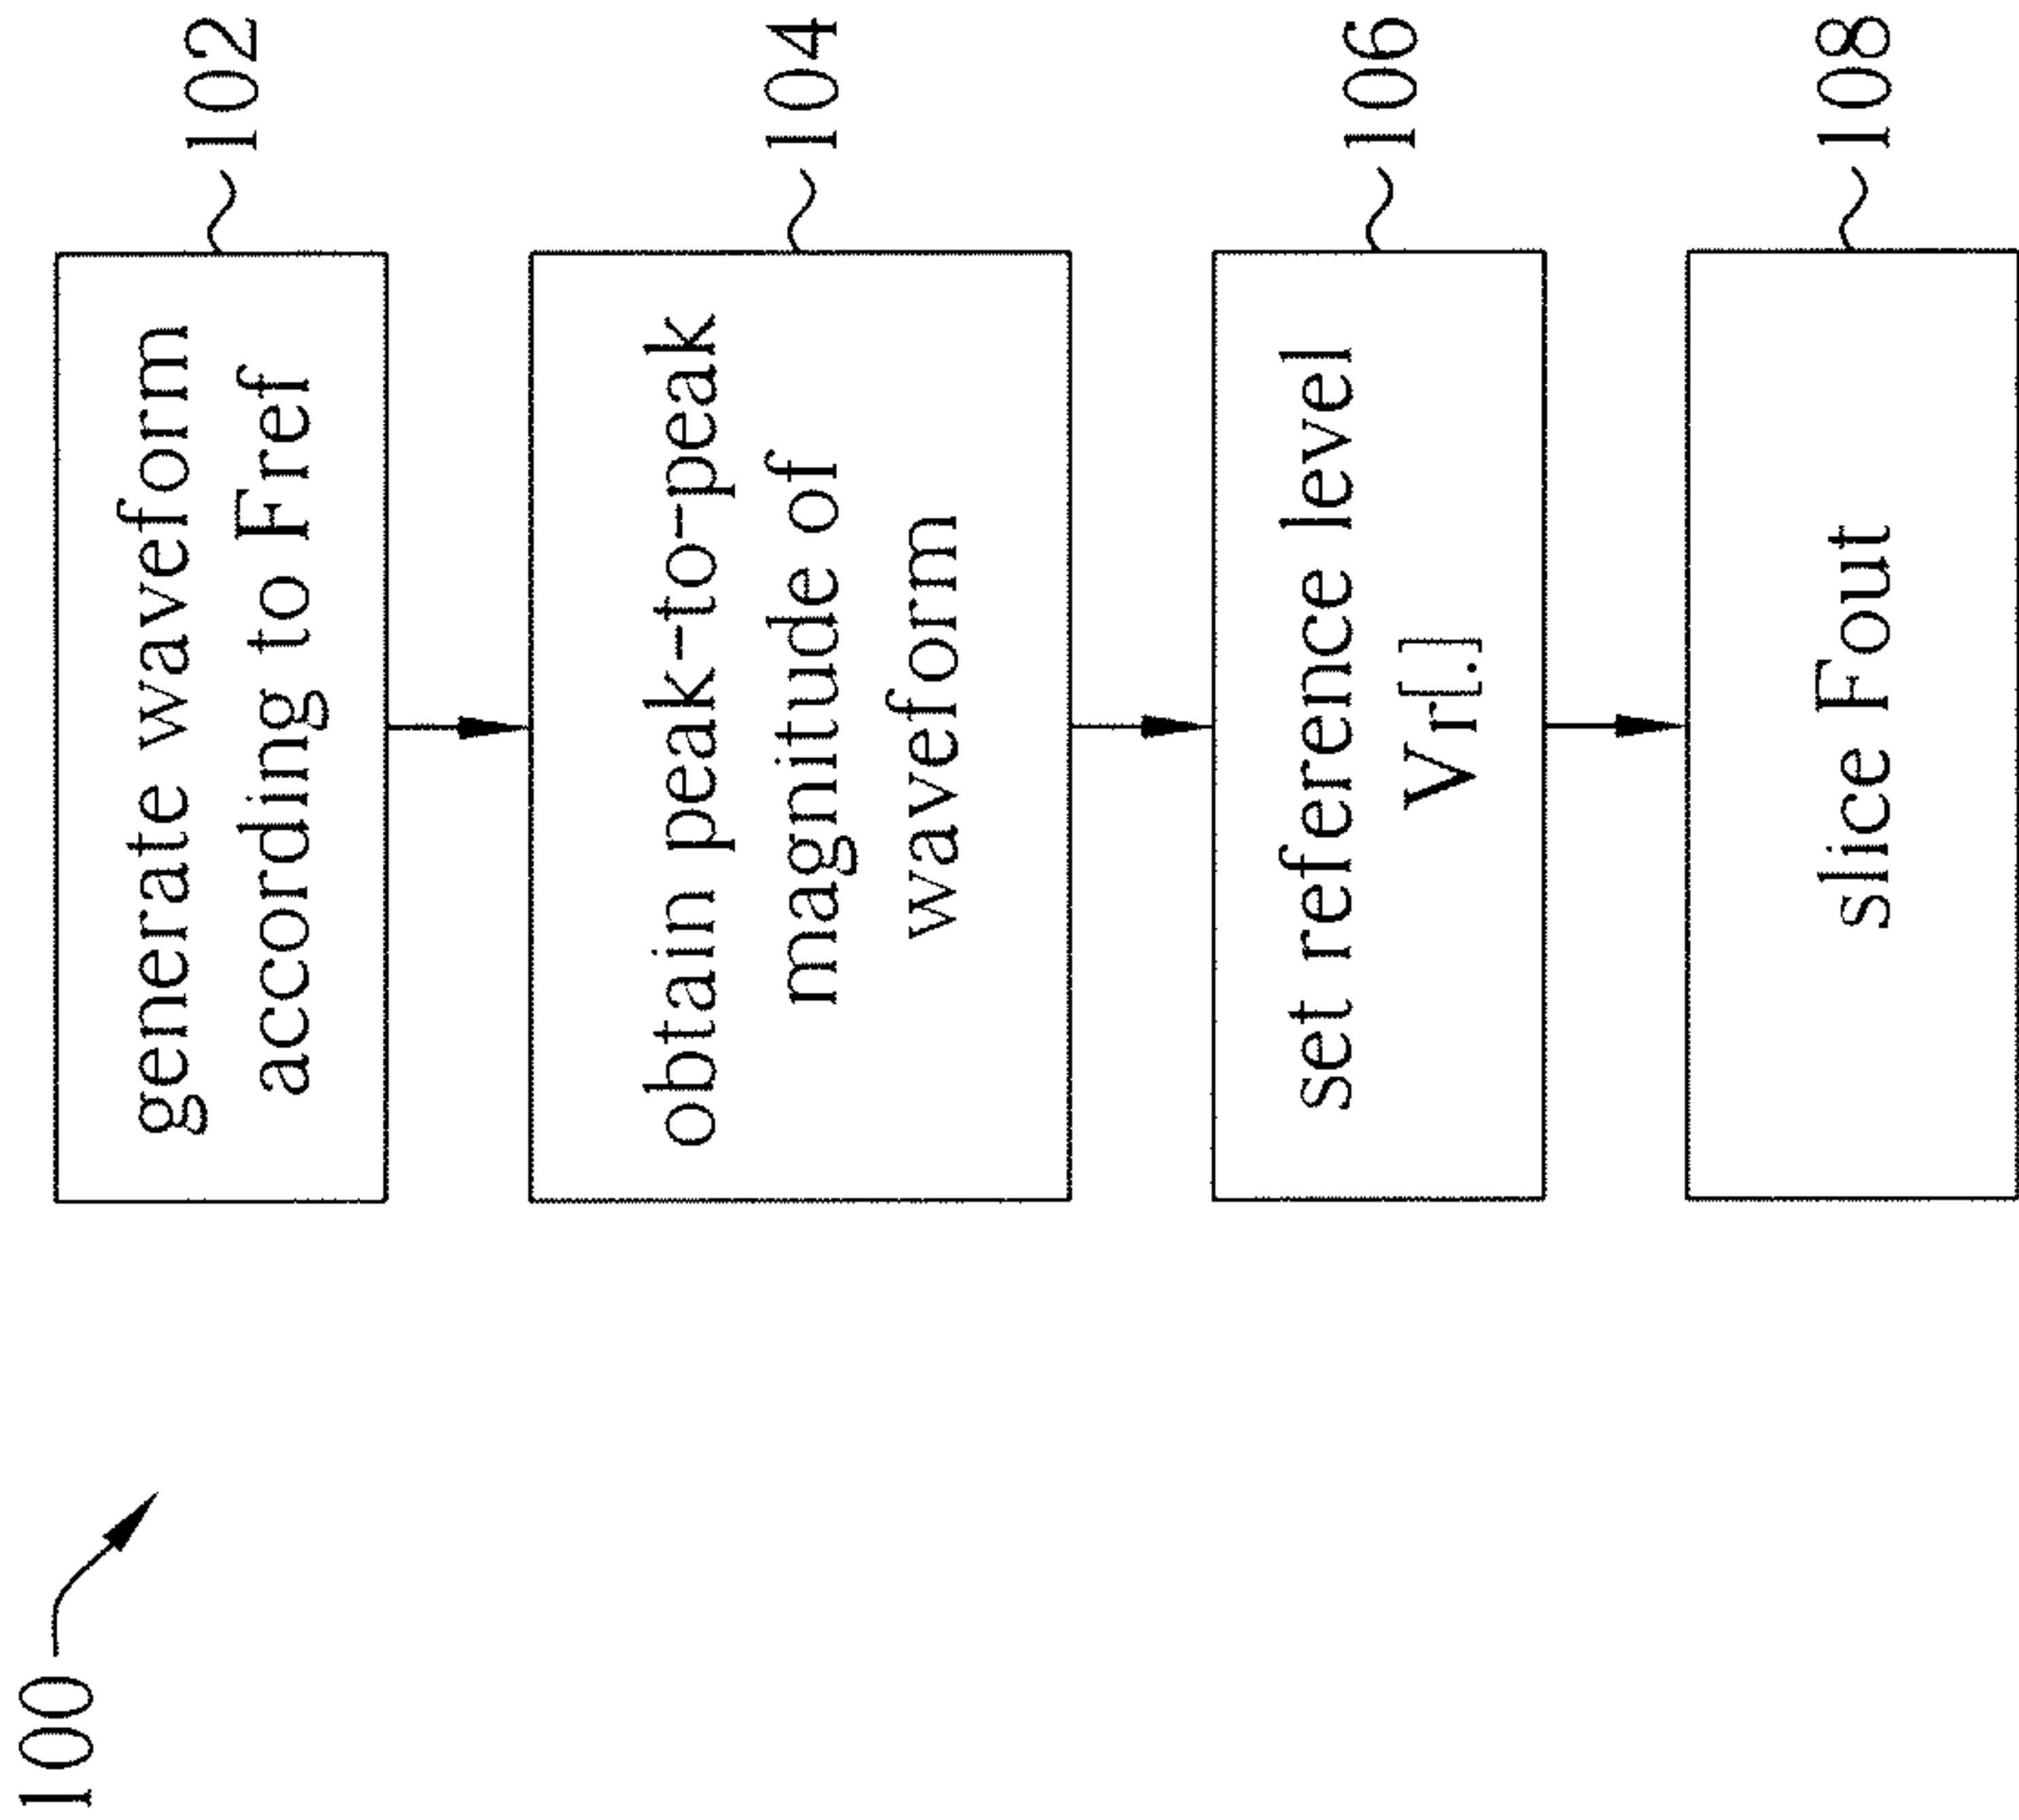 100
generate waveform
according to Fref
102
obtain peak-to-peak
magnitude of
waveform
104
set reference level
Vr[.]
106
slice Fout
108